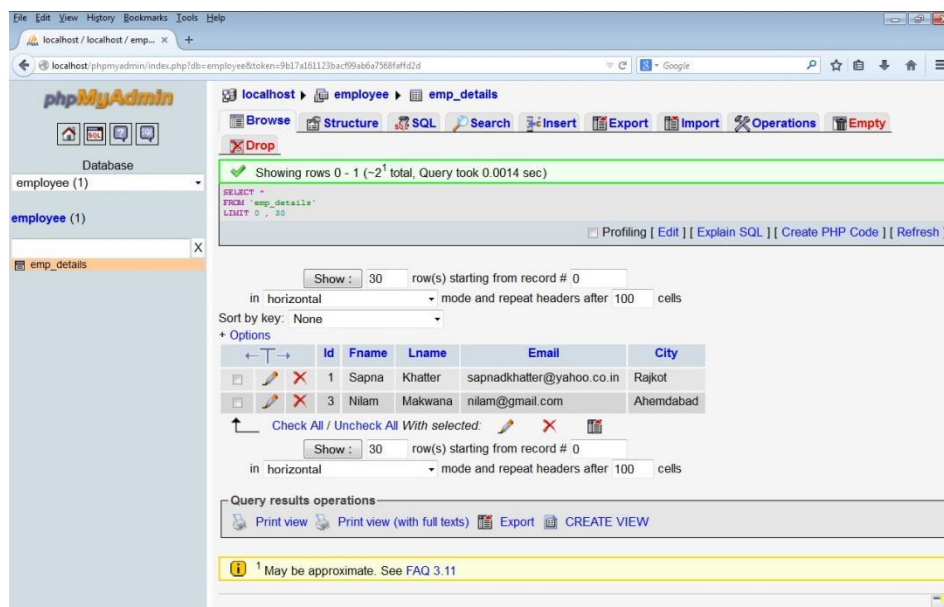 File Edit View History Bookmarks Tools Help
localhost / localhost / emp... × +
localhost/phpmyadmin/index.php?db=employee&token=9b17a161123bacf99ab6a7568faffd2d Google
phpMyAdmin
localhost ▸ employee ▸ emp_details
Browse Structure SQL Search Insert Export Import Operations Empty
Drop
Database
employee (1)
employee (1)
X
emp_details
Showing rows 0 - 1 (~2¹ total, Query took 0.0014 sec)
SELECT *
FROM `emp_details`
LIMIT 0 , 30
Profiling [ Edit ] [ Explain SQL ] [ Create PHP Code ] [ Refresh ]
Show : 30 row(s) starting from record # 0
in horizontal mode and repeat headers after 100 cells
Sort by key: None
+ Options
←T→ Id Fname Lname Email City
1 Sapna Khatter sapnadkhatter@yahoo.co.in Rajkot
3 Nilam Makwana nilam@gmail.com Ahemdabad
Check All / Uncheck All With selected:
Show : 30 row(s) starting from record # 0
in horizontal mode and repeat headers after 100 cells
Query results operations
Print view Print view (with full texts) Export CREATE VIEW
¹ May be approximate. See FAQ 3.11